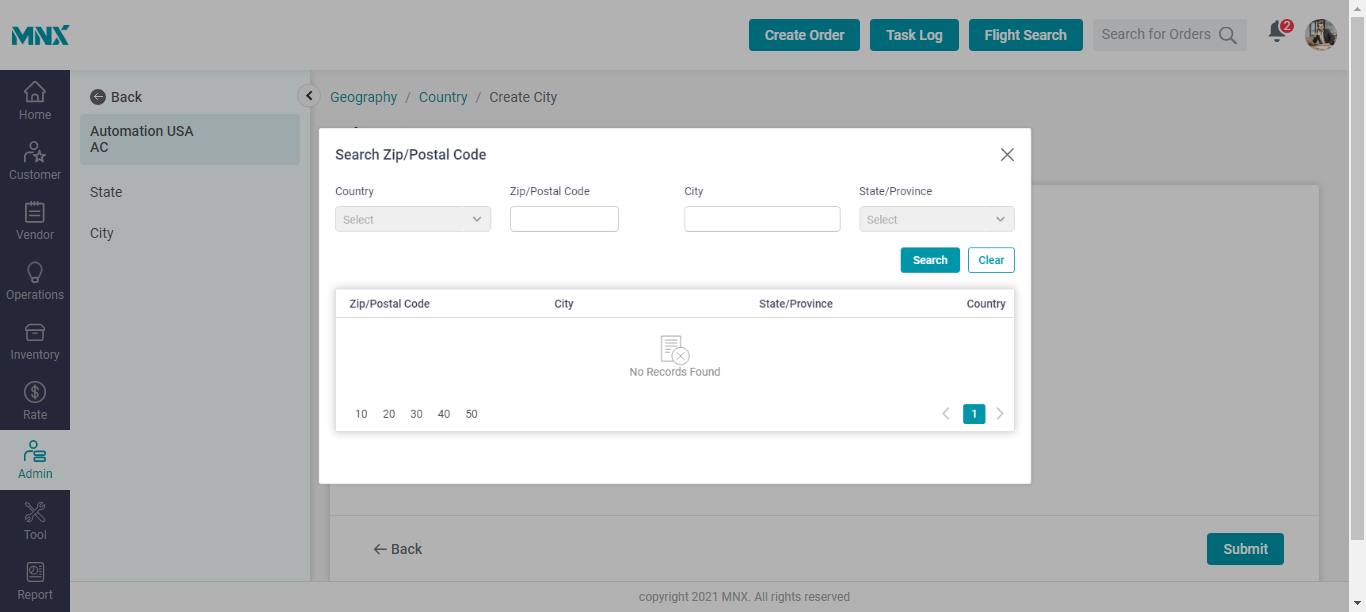 MNX
Create Order
Task Log
Flight Search
Search for Orders
2
Home
Customer
Vendor
Operations
Inventory
Rate
Admin
Tool
Report
Back
Automation USA
AC
State
City
Geography / Country / Create City
Search Zip/Postal Code
Country
Zip/Postal Code
City
State/Province
Select
Select
Search
Clear
Zip/Postal Code
City
State/Province
Country
No Records Found
10 20 30 40 50
1
Back
Submit
copyright 2021 MNX. All rights reserved